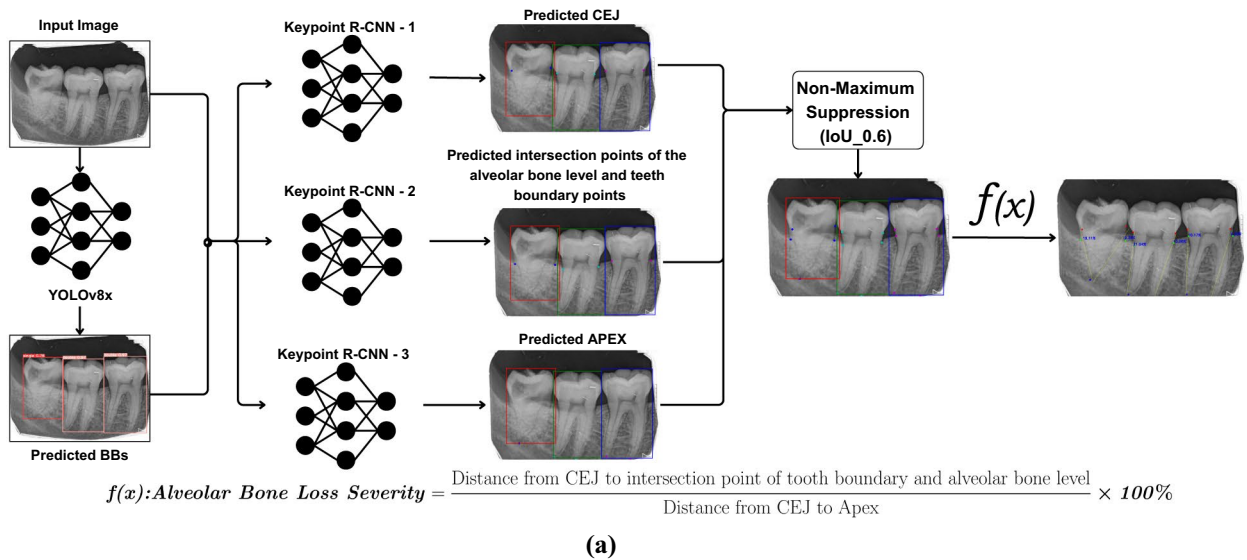 Input Image
YOLOv8x
Predicted BBs
Keypoint R-CNN - 1
Keypoint R-CNN - 2
Keypoint R-CNN - 3
Predicted CEJ
Predicted intersection points of the
alveolar bone level and teeth
boundary points
Predicted APEX
Non-Maximum
Suppression
(IoU_0.6)
f(x)
f(x):Alveolar Bone Loss Severity = Distance from CEJ to intersection point of tooth boundary and alveolar bone level
Distance from CEJ to Apex
× 100%
(a)